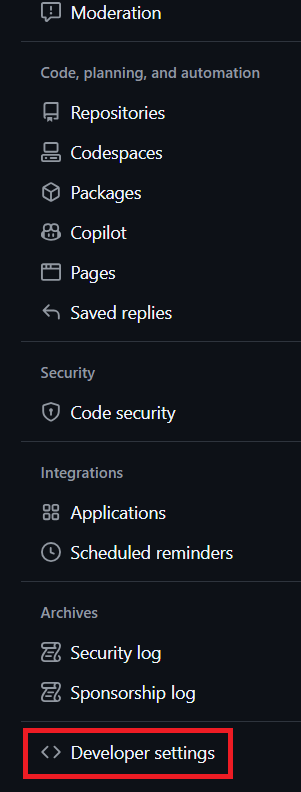 Moderation
Code, planning, and automation
Repositories
Codespaces
Packages
Copilot
Pages
Saved replies
Security
Code security
Integrations
Applications
Scheduled reminders
Archives
Security log
Sponsorship log
Developer settings